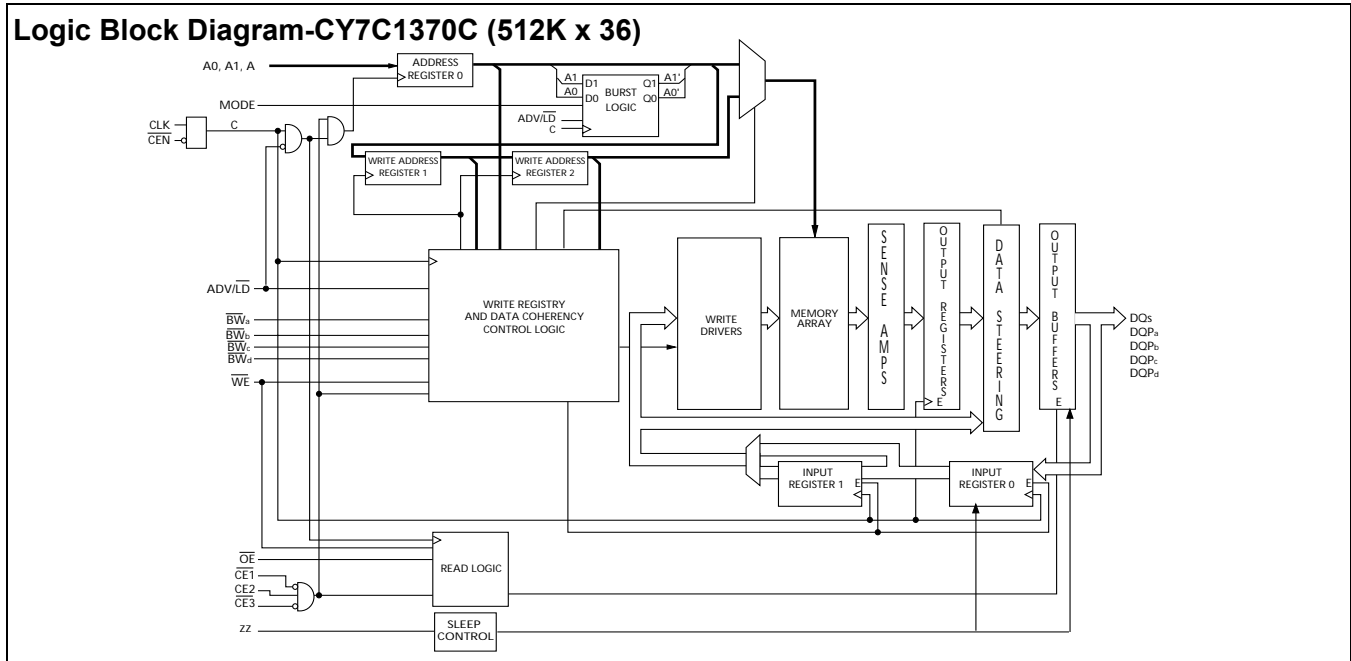 Logic Block Diagram-CY7C1370C (512K x 36)
A0, A1, A
ADDRESS
REGISTER 0
A1
A0
D1
D0
BURST
LOGIC
Q1
Q0
A1'
A0'
MODE
ADV/LD
C
CLK
CEN
C
WRITE ADDRESS
REGISTER 1
WRITE ADDRESS
REGISTER 2
ADV/LD
BWa
BWb
BWc
BWd
WE
WRITE REGISTRY
AND DATA COHERENCY
CONTROL LOGIC
WRITE
DRIVERS
MEMORY
ARRAY
SENSE AMPS
OUTPUT REGISTERS
E
DATA STEERING
OUTPUT BUFFERS
E
DQs
DQPa
DQPb
DQPc
DQPd
INPUT
REGISTER 1
E
INPUT
REGISTER 0
E
OE
CE1
CE2
CE3
READ LOGIC
ZZ
SLEEP
CONTROL